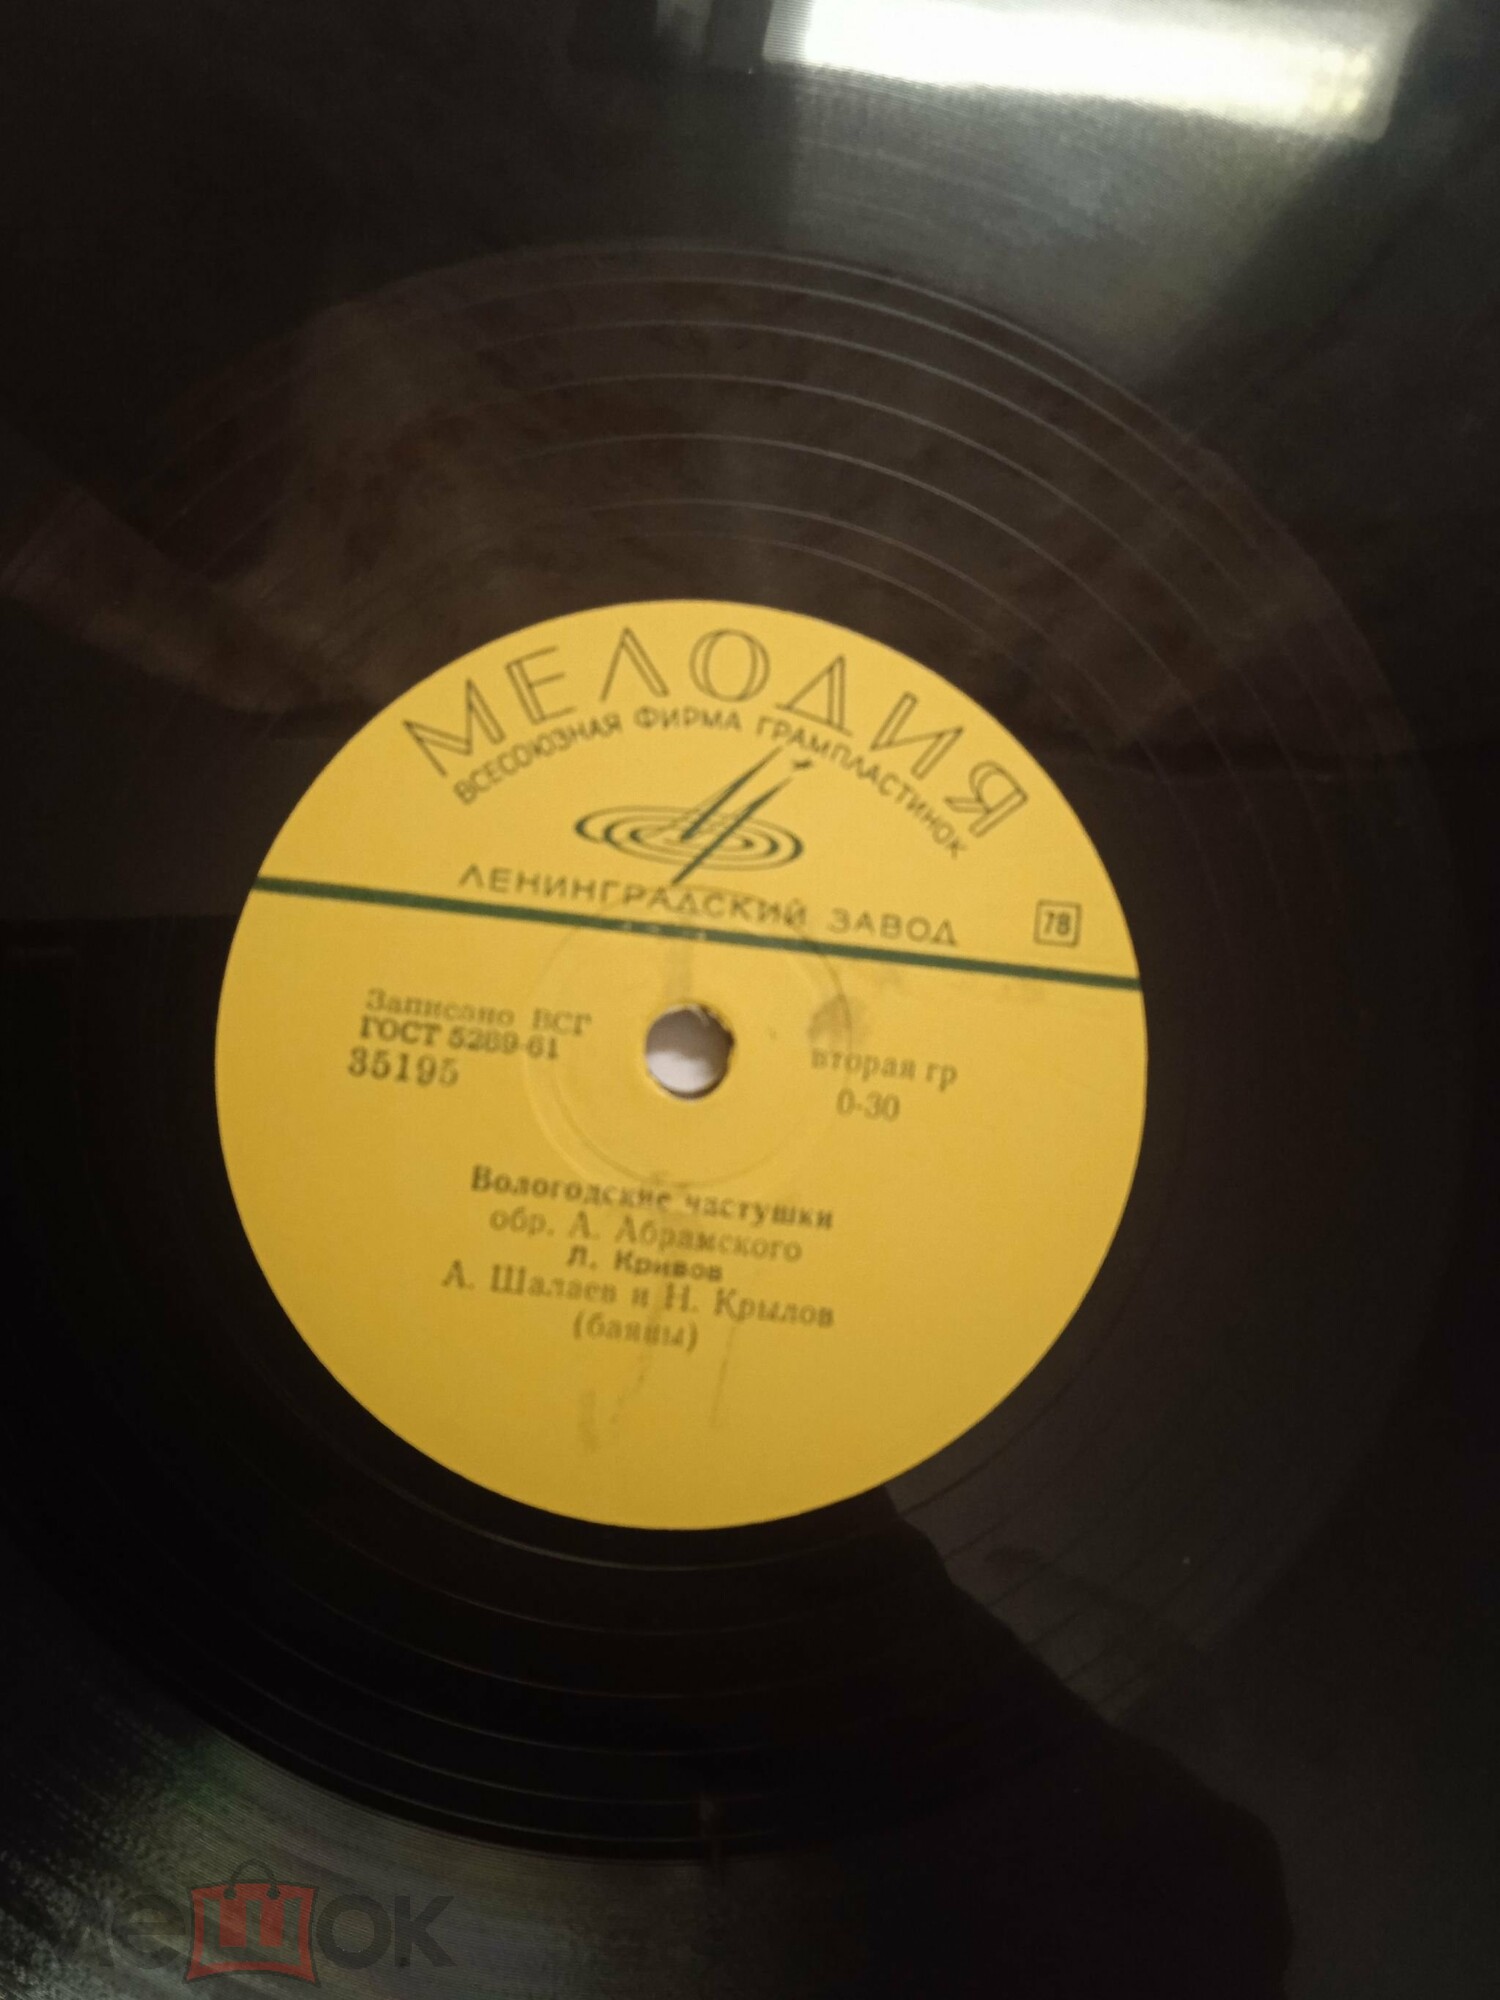 МЕЛОДИЯ
ВСЕСОЮЗНАЯ ФИРМА ГРАМПЛАСТИНОК
ЛЕНИНГРАДСКИЙ ЗАВОД
78
Записано ВСГ
ГОСТ 5289-61
35195
вторая гр
0-30
Вологодские частушки
обр. А. Абрамского
Л. Кривов
А. Шалаев и Н. Крылов
(баяны)
мешок